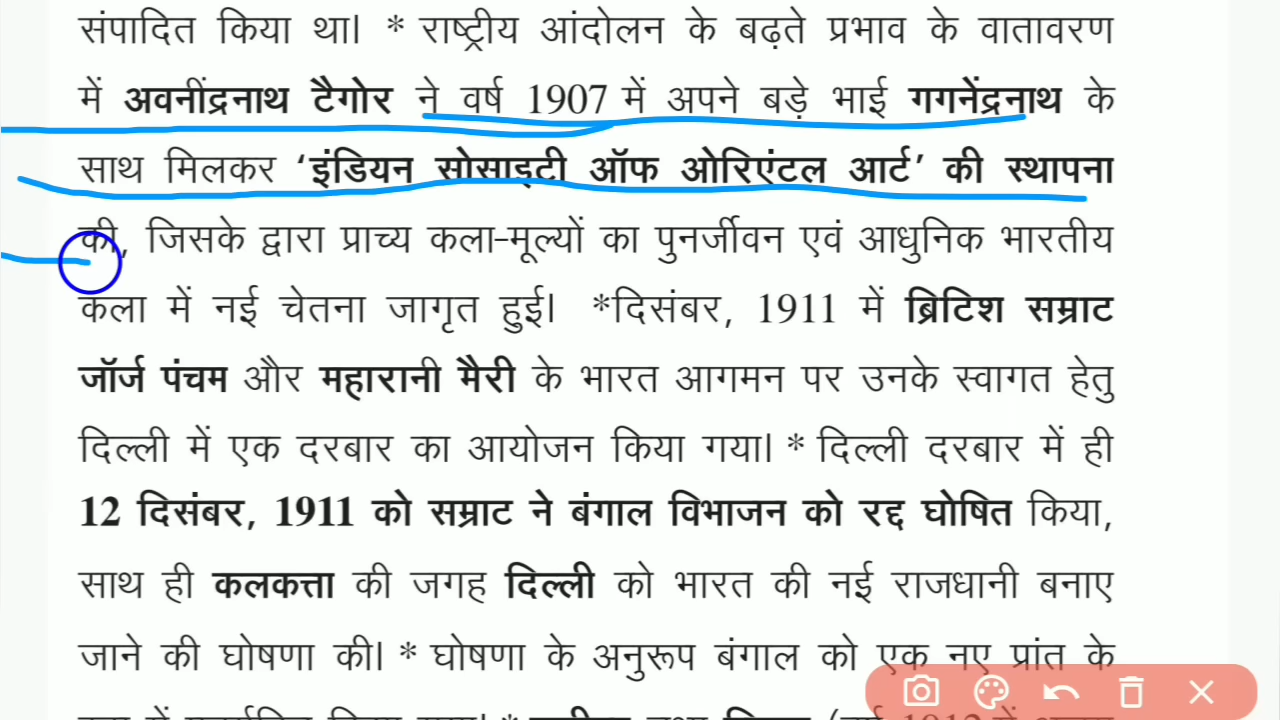 संपादित किया था। * राष्ट्रीय आंदोलन के बढ़ते प्रभाव के वातावरण
में अवनींद्रनाथ टैगोर ने वर्ष 1907 में अपने बड़े भाई गगनेंद्रनाथ के
साथ मिलकर ‘इंडियन सोसाइटी ऑफ ओरिएंटल आर्ट’ की स्थापना
की, जिसके द्वारा प्राच्य कला-मूल्यों का पुनर्जीवन एवं आधुनिक भारतीय
कला में नई चेतना जागृत हुई। *दिसंबर, 1911 में ब्रिटिश सम्राट
जॉर्ज पंचम और महारानी मैरी के भारत आगमन पर उनके स्वागत हेतु
दिल्ली में एक दरबार का आयोजन किया गया। * दिल्ली दरबार में ही
12 दिसंबर, 1911 को सम्राट ने बंगाल विभाजन को रद्द घोषित किया,
साथ ही कलकत्ता की जगह दिल्ली को भारत की नई राजधानी बनाए
जाने की घोषणा की। * घोषणा के अनुरूप बंगाल को एक नए प्रांत के